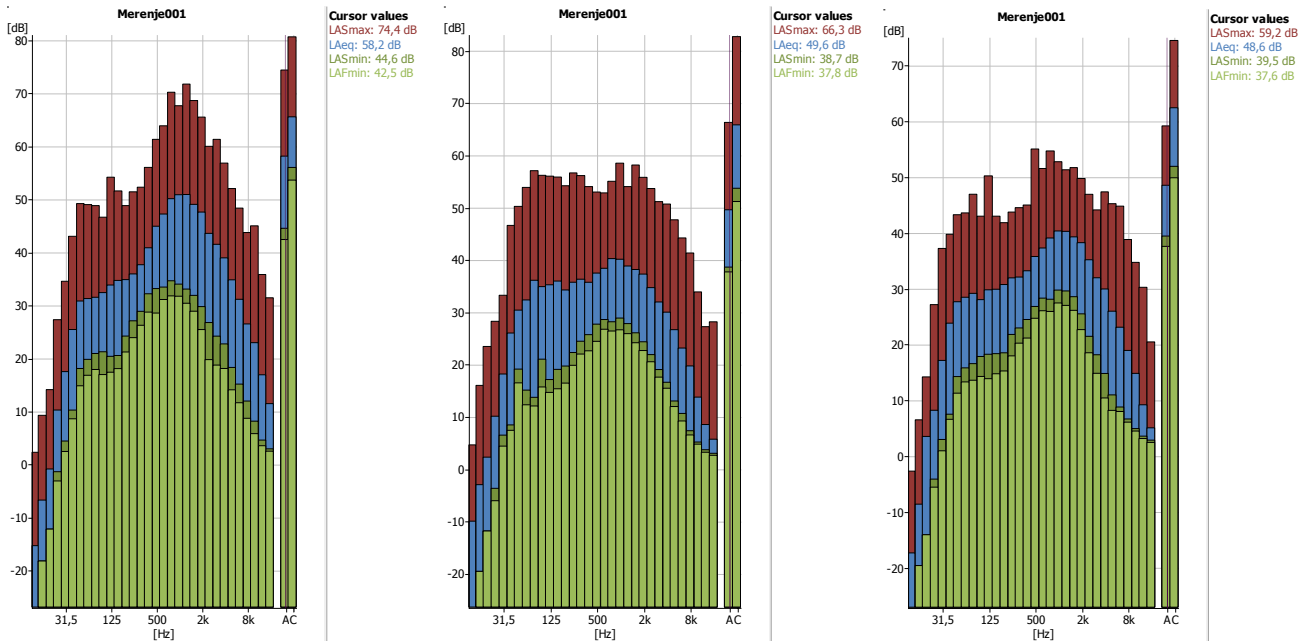 Merenje001
[dB]
80
70
60
50
40
30
20
10
0
-10
-20
31,5
125
500
2k
8k
A C
[Hz]
Cursor values
LASmax: 74,4 dB
LAeq: 58,2 dB
LASmin: 44,6 dB
LAFmin: 42,5 dB
Merenje001
[dB]
80
70
60
50
40
30
20
10
0
-10
-20
31,5
125
500
2k
8k
A C
[Hz]
Cursor values
LASmax: 66,3 dB
LAeq: 49,6 dB
LASmin: 38,7 dB
LAFmin: 37,8 dB
Merenje001
[dB]
70
60
50
40
30
20
10
0
-10
-20
31,5
125
500
2k
8k
A C
[Hz]
Cursor values
LASmax: 59,2 dB
LAeq: 48,6 dB
LASmin: 39,5 dB
LAFmin: 37,6 dB